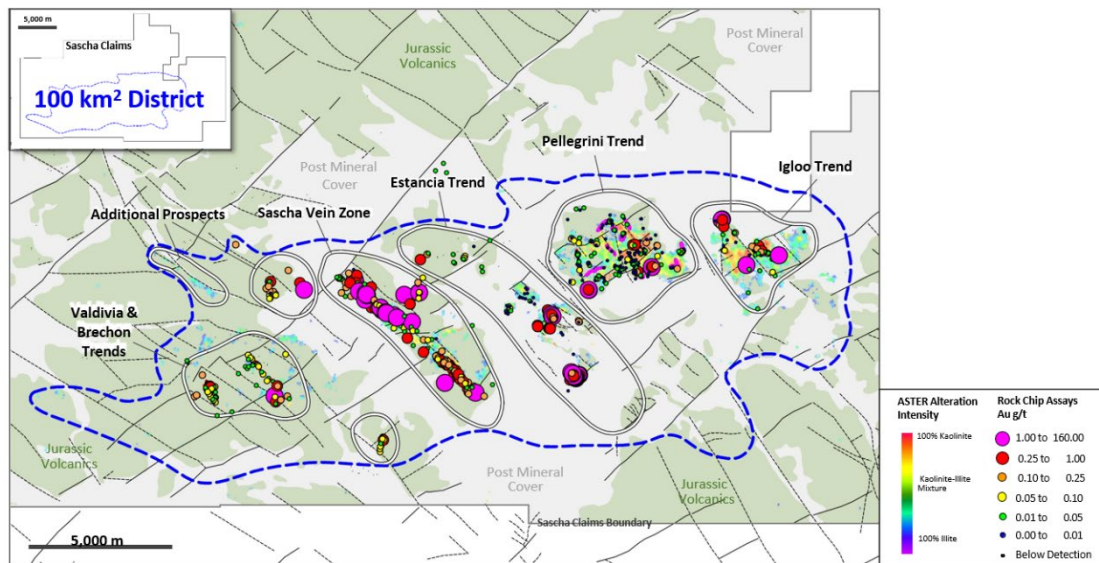 5,000 m
Sascha Claims
100 km² District
Jurassic
Volcanics
Post Mineral
Cover
Pellegrini Trend
Igloo Trend
Post Mineral
Cover
Estancia Trend
Additional Prospects
Sascha Vein Zone
Valdivia &
Brechon
Trends
Jurassic
Volcanics
Post Mineral
Cover
Jurassic
Volcanics
Sascha Claims Boundary
5,000 m
ASTER Alteration
Intensity
100% Kaolinite
Kaolinite-Illite
Mixture
100% Illite
Rock Chip Assays
Au g/t
1.00 to 160.00
0.25 to 1.00
0.10 to 0.25
0.05 to 0.10
0.01 to 0.05
0.00 to 0.01
Below Detection